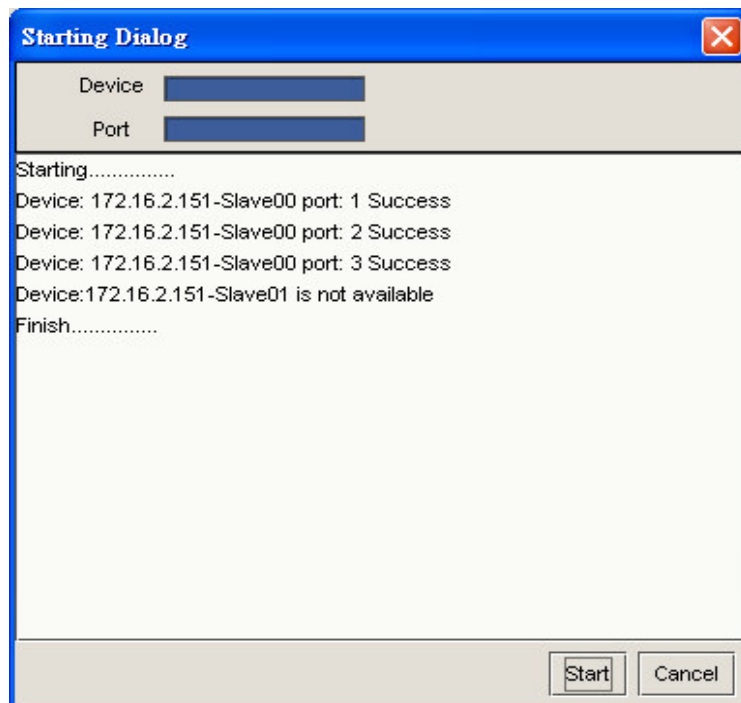 Starting Dialog
Device
Port
Starting...............
Device: 172.16.2.151-Slave00 port: 1 Success
Device: 172.16.2.151-Slave00 port: 2 Success
Device: 172.16.2.151-Slave00 port: 3 Success
Device:172.16.2.151-Slave01 is not available
Finish...............
Start Cancel